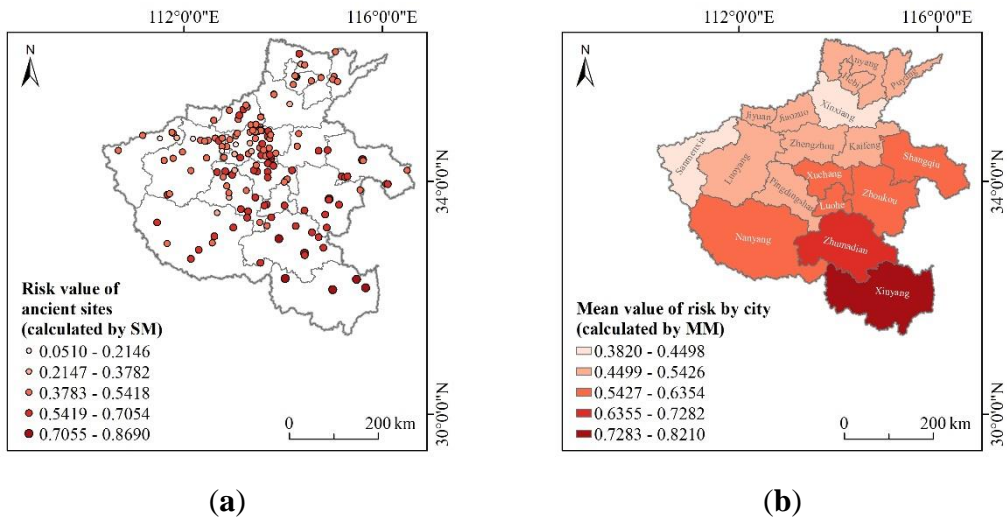 112°0'0"E
116°0'0"E
N
34°0'0"N
30°0'0"N
Risk value of
ancient sites
(calculated by SM)
0.0510 - 0.2146
0.2147 - 0.3782
0.3783 - 0.5418
0.5419 - 0.7054
0.7055 - 0.8690
0 200 km
(a)
112°0'0"E
116°0'0"E
N
34°0'0"N
30°0'0"N
Anyang
Hebi
Puyang
Xinxiang
Jiyuan
Jiaozuo
Sanmenxia
Luoyang
Zhengzhou
Kaifeng
Shangqiu
Xuchang
Pingdingshan
Luohe
Zhoukou
Nanyang
Zhumadian
Xinyang
Mean value of risk by city
(calculated by MM)
0.3820 - 0.4498
0.4499 - 0.5426
0.5427 - 0.6354
0.6355 - 0.7282
0.7283 - 0.8210
0 200 km
(b)